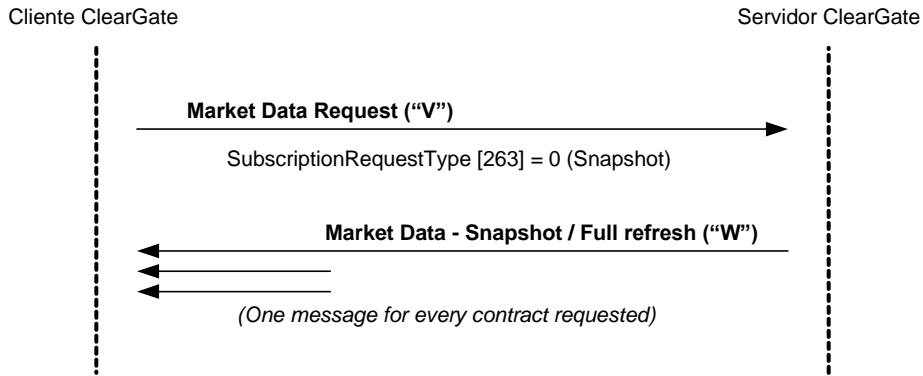 Cliente ClearGate
Servidor ClearGate
Market Data Request (“V”)
SubscriptionRequestType [263] = 0 (Snapshot)
Market Data - Snapshot / Full refresh (“W”)
(One message for every contract requested)